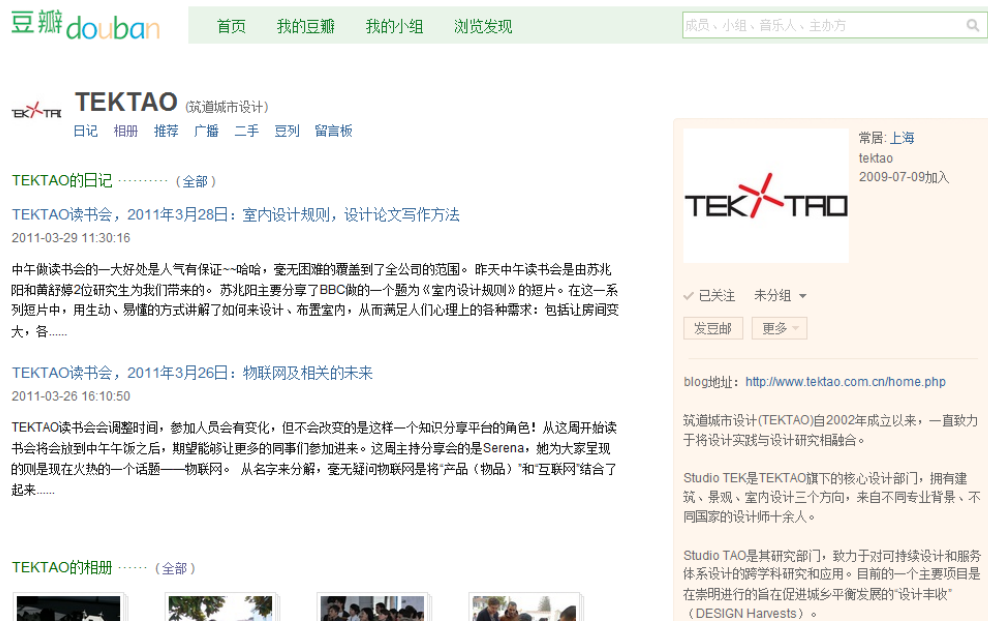 豆瓣douban
首页 我的豆瓣 我的小组 浏览发现
成员、小组、音乐人、主办方
TEKTAO
TEKTAO (筑道城市设计)
日记 相册 推荐 广播 二手 豆列 留言板
TEKTAO的日记 ·········· （全部）
TEKTAO读书会，2011年3月28日：室内设计规则，设计论文写作方法
2011-03-29 11:30:16
中午做读书会的一大好处是人气有保证~~哈哈，毫无困难的覆盖到了全公司的范围。 昨天中午读书会是由苏兆
阳和黄舒婷2位研究生为我们带来的。 苏兆阳主要分享了BBC做的一个题为《室内设计规则》的短片。在这一系
列短片中，用生动、易懂的方式讲解了如何来设计、布置室内，从而满足人们心理上的各种需求：包括让房间变
大，各......
TEKTAO读书会，2011年3月26日：物联网及相关的未来
2011-03-26 16:10:50
TEKTAO读书会会调整时间，参加人员会有变化，但不会改变的是这样一个知识分享平台的角色！从这周开始读
书会将会放到中午午饭之后，期望能够让更多的同事们参加进来。这周主持分享会的是Serena，她为大家呈现
的则是现在火热的一个话题——物联网。 从名字来分解，毫无疑问物联网是将“产品（物品）”和“互联网”结合了
起来......
TEKTAO的相册 ······ （全部）
TEKTAO
常居: 上海
tektao
2009-07-09加入
已关注 未分组
发豆邮 更多
blog地址：http://www.tektao.com.cn/home.php
筑道城市设计(TEKTAO)自2002年成立以来，一直致力
于将设计实践与设计研究相融合。
Studio TEK是TEKTAO旗下的核心设计部门，拥有建
筑、景观、室内设计三个方向，来自不同专业背景、不
同国家的设计师十余人。
Studio TAO是其研究部门，致力于对可持续设计和服务
体系设计的跨学科研究和应用。目前的一个主要项目是
在崇明进行的旨在促进城乡平衡发展的“设计丰收”
（DESIGN Harvests）。